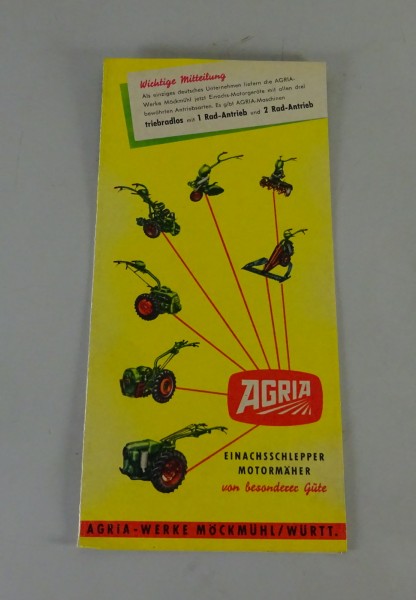 Wichtige Mitteilung
Als einziges deutsches Unternehmen liefern die AGRIA-
Werke Möckmühl jetzt Einachs-Motorgeräte mit allen drei
bewährten Antriebsarten. Es gibt AGRIA-Maschinen
triebradlos mit 1 Rad-Antrieb und 2 Rad-Antrieb
AGRIA
EINACHSSCHLEPPER
MOTORMÄHER
von besonderer Güte
AGRIA-WERKE MÖCKMÜHL/WÜRTT.